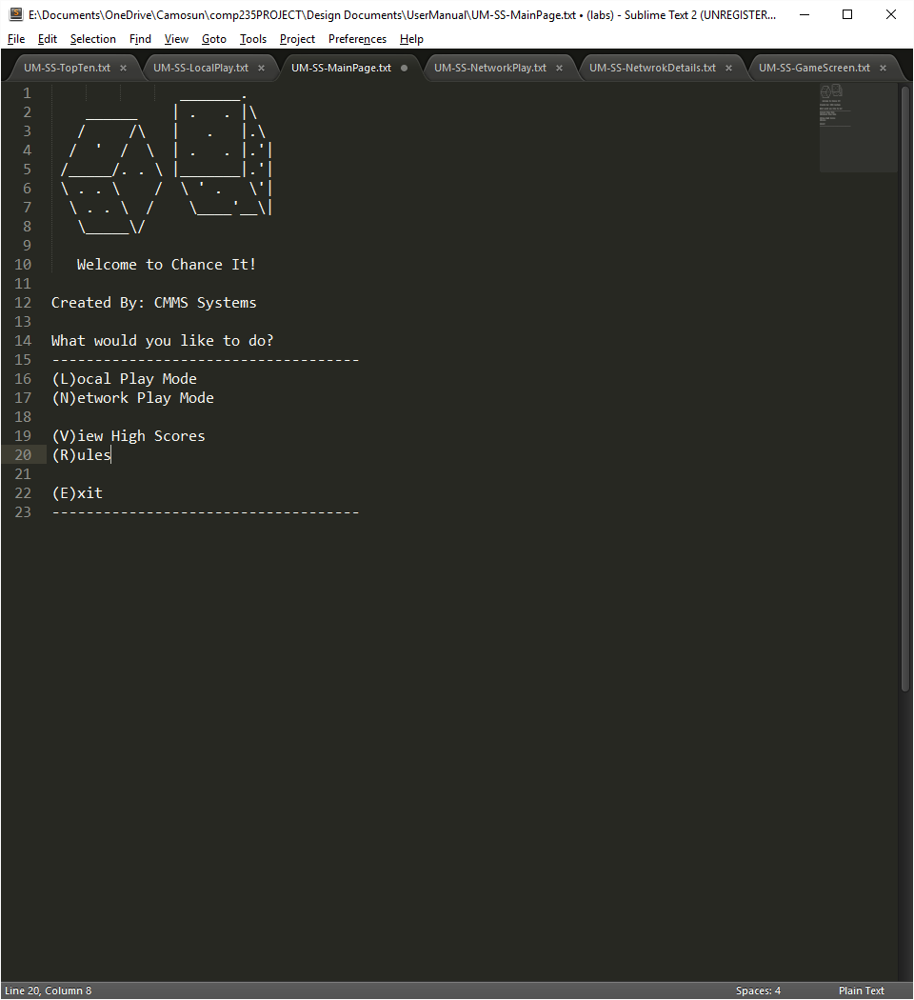 E:\Documents\OneDrive\Camosun\comp235PROJECT\Design Documents\UserManual\UM-SS-MainPage.txt • (labs) - Sublime Text 2 (UNREGISTER...
File Edit Selection Find View Goto Tools Project Preferences Help
UM-SS-TopTen.txt × UM-SS-LocalPlay.txt × UM-SS-MainPage.txt UM-SS-NetworkPlay.txt × UM-SS-NetwrokDetails.txt × UM-SS-GameScreen.txt ×
1                 _______.
2      ______    | .   . |\
3     /     /\   |   .   |.\
4    /  '  /  \  | .   . |.'|
5   /_____/. . \ |_______|.'|
6   \ . . \    /  \ ' .   \'|
7    \ . . \  /    \____'__\|
8     \_____\/
9
10    Welcome to Chance It!
11
12 Created By: CMMS Systems
13
14 What would you like to do?
15 ------------------------------------
16 (L)ocal Play Mode
17 (N)etwork Play Mode
18
19 (V)iew High Scores
20 (R)ules
21
22 (E)xit
23 ------------------------------------
Line 20, Column 8 Spaces: 4 Plain Text